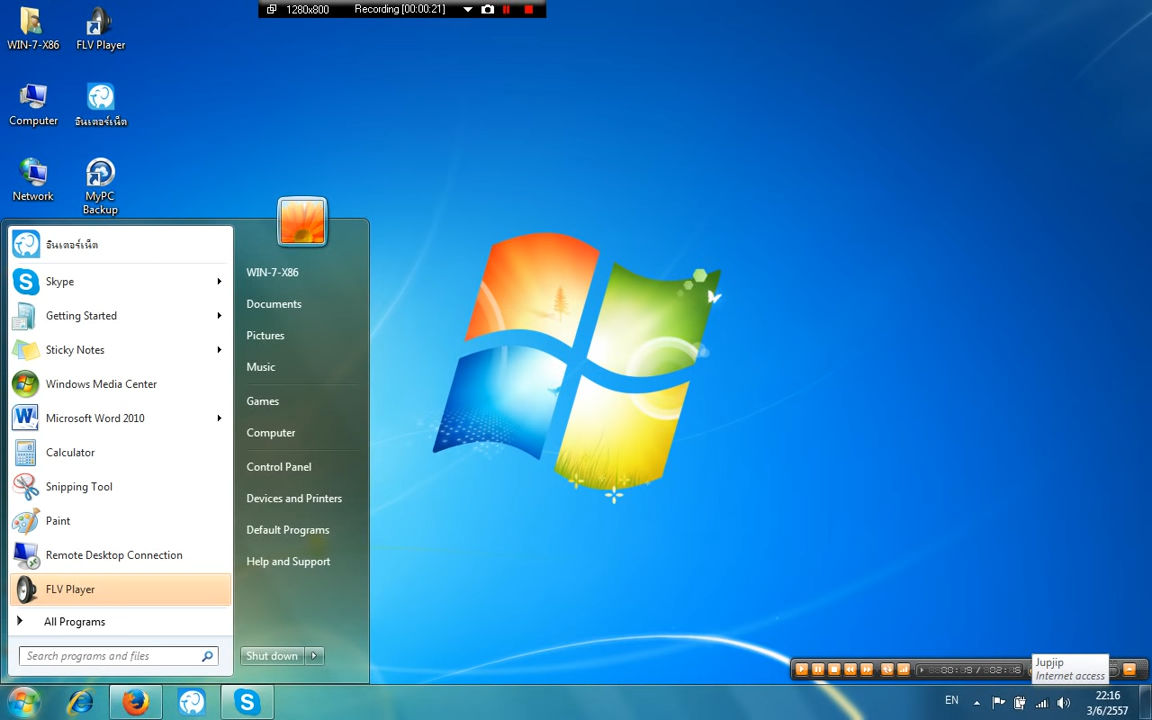 1280x800 Recording [00:00:21]
WIN-7-X86
FLV Player
Computer
อินเตอร์เน็ต
Network
MyPC
Backup
อินเตอร์เน็ต
Skype
Getting Started
Sticky Notes
Windows Media Center
Microsoft Word 2010
Calculator
Snipping Tool
Paint
Remote Desktop Connection
FLV Player
All Programs
Search programs and files
WIN-7-X86
Documents
Pictures
Music
Games
Computer
Control Panel
Devices and Printers
Default Programs
Help and Support
Shut down
Jupjip
Internet access
EN
22:16
3/6/2557